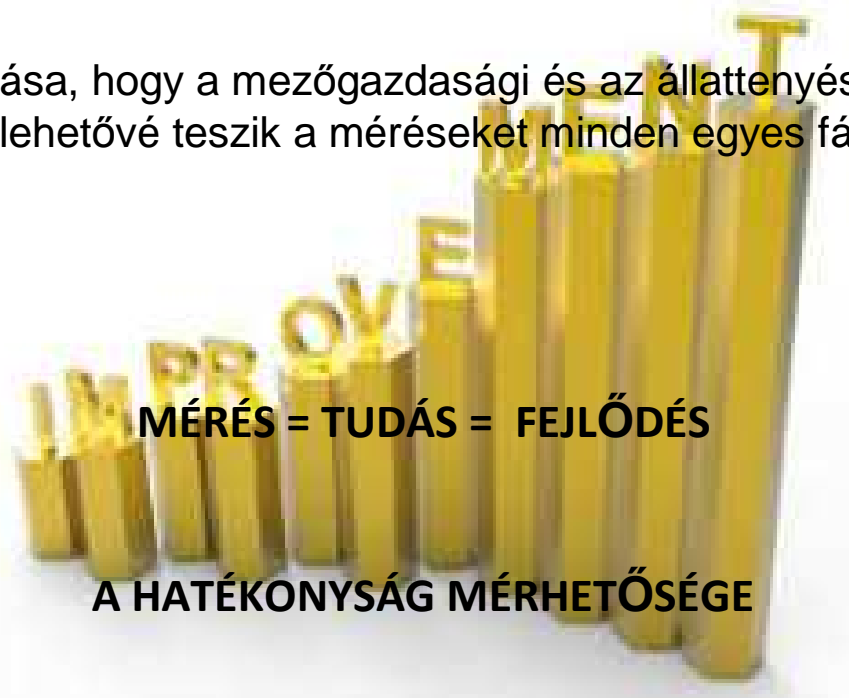 ása, hogy a mezőgazdasági és az állattenyés
lehetővé teszik a méréseket minden egyes fá
IMPROVEMENT
MÉRÉS = TUDÁS = FEJLŐDÉS
A HATÉKONYSÁG MÉRHETŐSÉGE